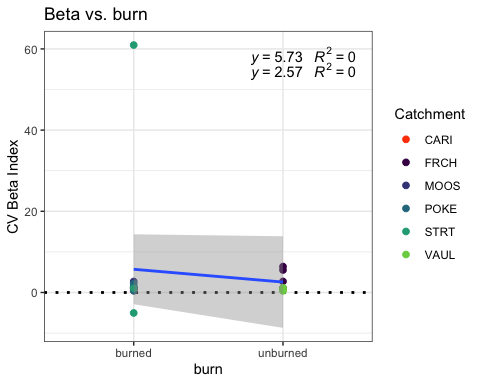 Beta vs. burn
60
40
20
0
CV Beta Index
y = 5.73 R² = 0
y = 2.57 R² = 0
burned
unburned
burn
Catchment
CARI
FRCH
MOOS
POKE
STRT
VAUL